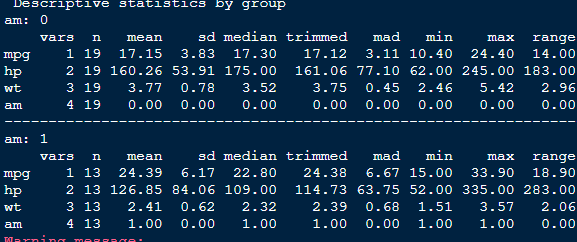 Descriptive statistics by group
am: 0
vars n mean sd median trimmed mad min max range
mpg 1 19 17.15 3.83 17.30 17.12 3.11 10.40 24.40 14.00
hp 2 19 160.26 53.91 175.00 161.06 77.10 62.00 245.00 183.00
wt 3 19 3.77 0.78 3.52 3.75 0.45 2.46 5.42 2.96
am 4 19 0.00 0.00 0.00 0.00 0.00 0.00 0.00 0.00
------------------------------------------------------------------------
am: 1
vars n mean sd median trimmed mad min max range
mpg 1 13 24.39 6.17 22.80 24.38 6.67 15.00 33.90 18.90
hp 2 13 126.85 84.06 109.00 114.73 63.75 52.00 335.00 283.00
wt 3 13 2.41 0.62 2.32 2.39 0.68 1.51 3.57 2.06
am 4 13 1.00 0.00 1.00 1.00 0.00 1.00 1.00 0.00
Warning message: